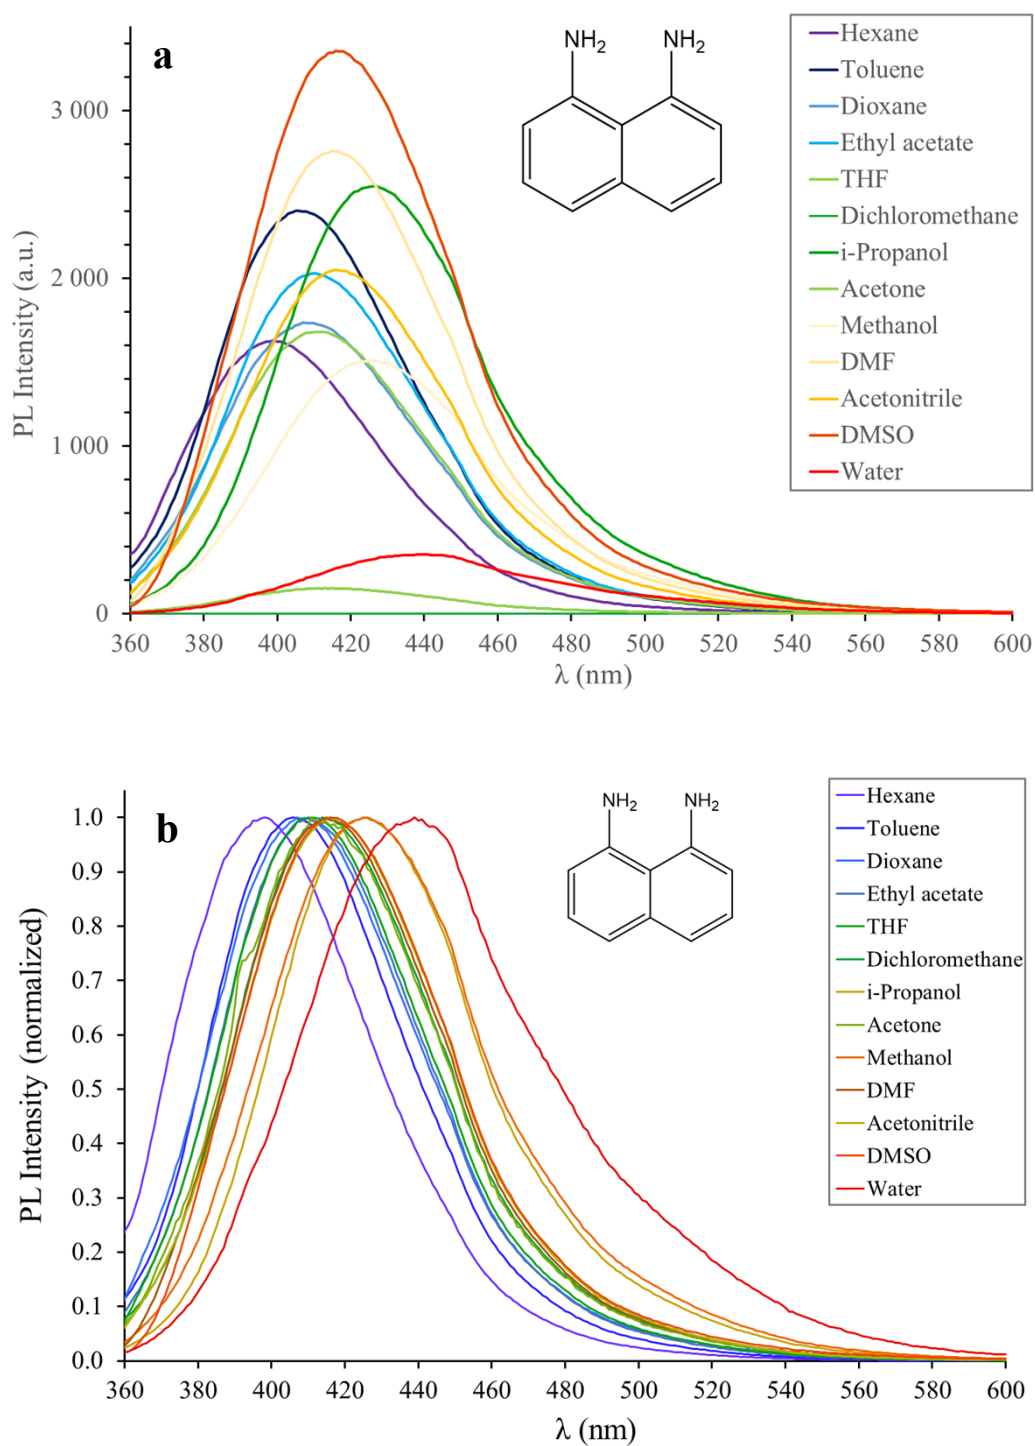 a
NH2 NH2
Hexane
Toluene
Dioxane
Ethyl acetate
THF
Dichloromethane
i-Propanol
Acetone
Methanol
DMF
Acetonitrile
DMSO
Water
PL Intensity (a.u.)
3 000
2 000
1 000
0
360 380 400 420 440 460 480 500 520 540 560 580 600
λ (nm)
b
NH2 NH2
Hexane
Toluene
Dioxane
Ethyl acetate
THF
Dichloromethane
i-Propanol
Acetone
Methanol
DMF
Acetonitrile
DMSO
Water
PL Intensity (normalized)
1.0
0.9
0.8
0.7
0.6
0.5
0.4
0.3
0.2
0.1
0.0
360 380 400 420 440 460 480 500 520 540 560 580 600
λ (nm)